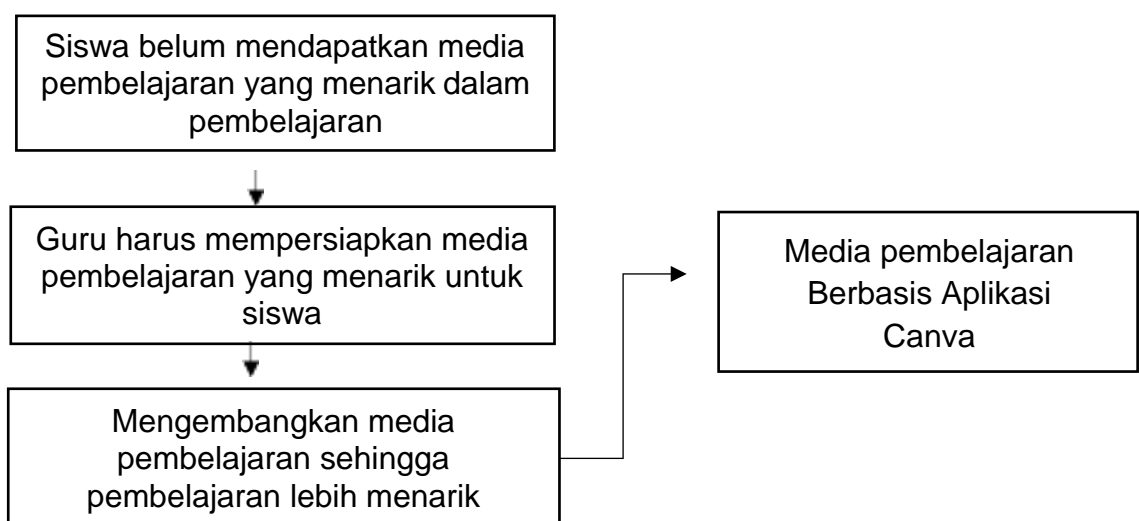 Siswa belum mendapatkan media
pembelajaran yang menarik dalam
pembelajaran
Guru harus mempersiapkan media
pembelajaran yang menarik untuk
siswa
Mengembangkan media
pembelajaran sehingga
pembelajaran lebih menarik
Media pembelajaran
Berbasis Aplikasi
Canva